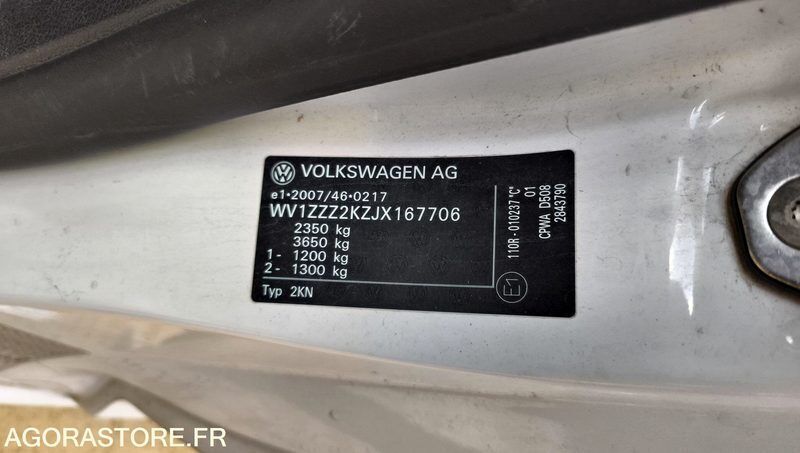 VOLKSWAGEN AG
e1*2007/46*0217
WV1ZZZ2KZJX167706
2350 kg
3650 kg
1- 1200 kg
2- 1300 kg
Typ 2KN
110R-010237*C*
01
CPWA D508
2843790
E1
AGORASTORE.FR